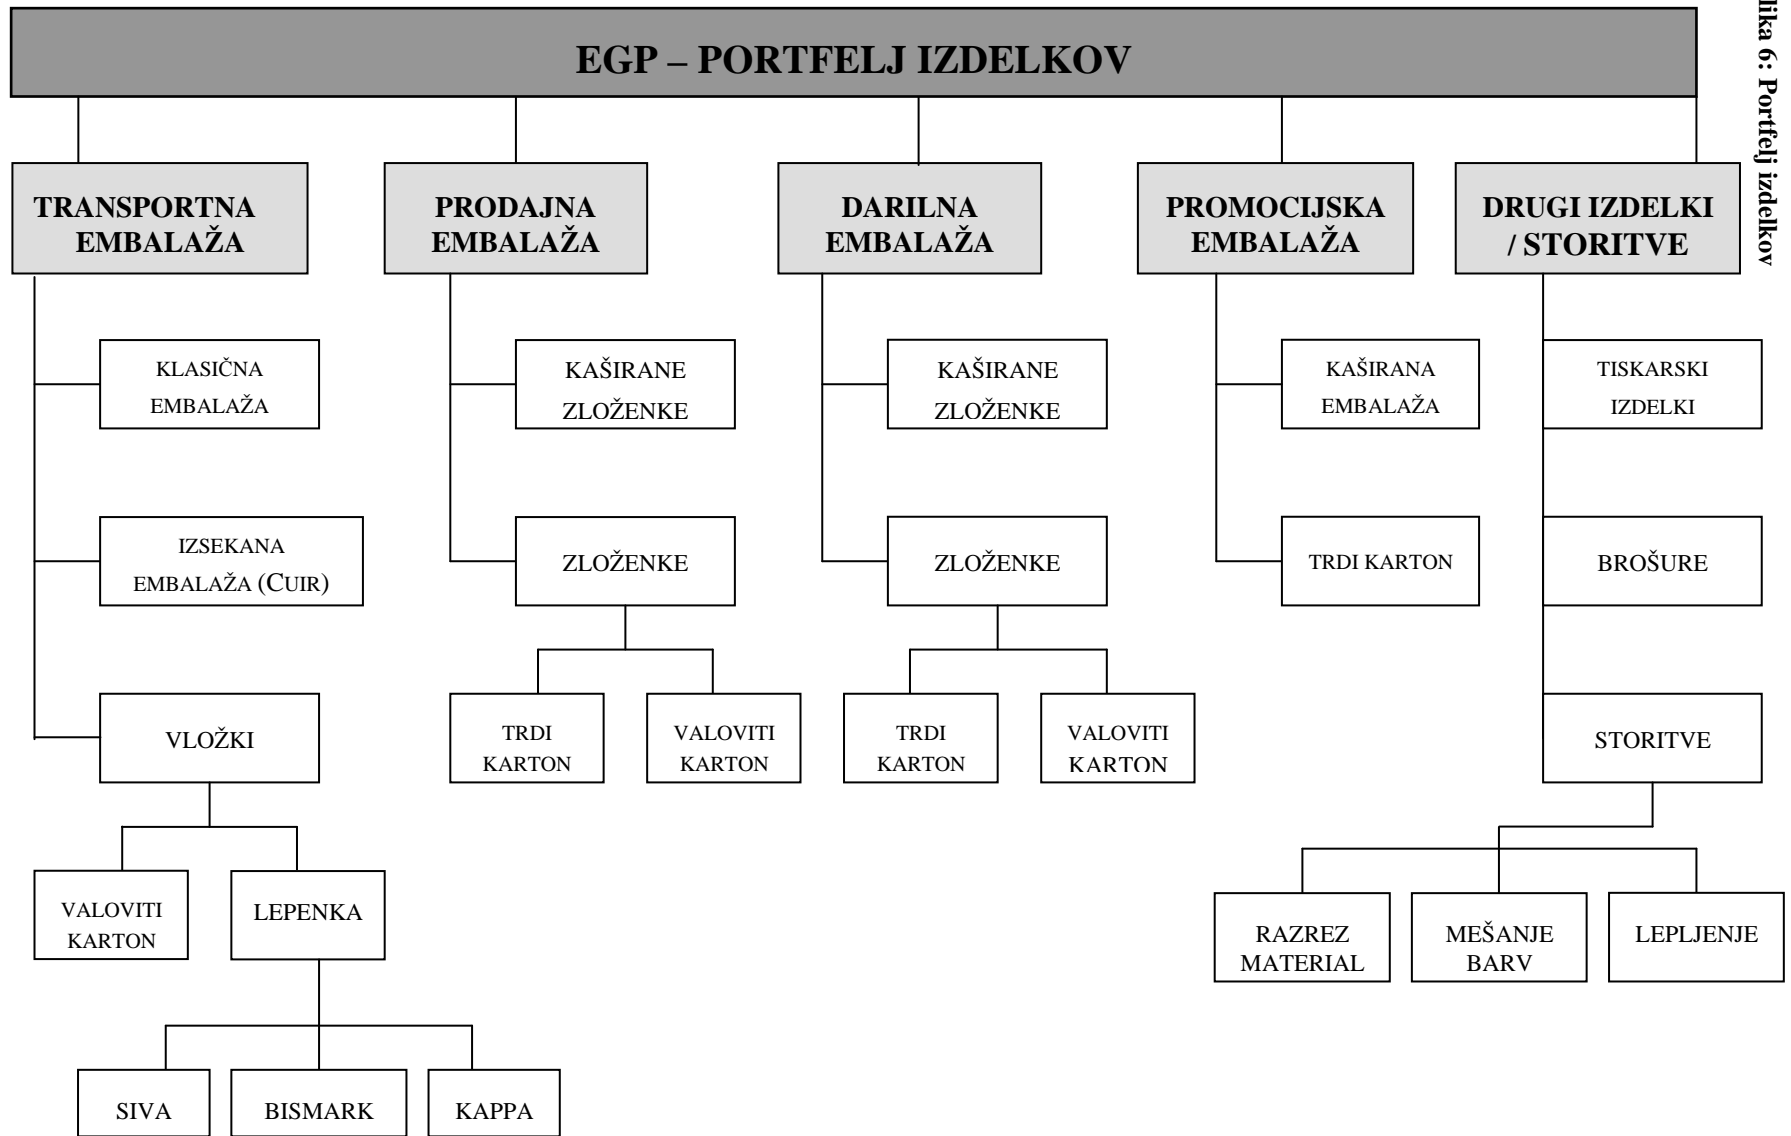 lika 6: Portfelj izdelkov
EGP – PORTFELJ IZDELKOV
TRANSPORTNA
EMBALAŽA
PRODAJNA
EMBALAŽA
DARILNA
EMBALAŽA
PROMOCIJSKA
EMBALAŽA
DRUGI IZDELKI
/ STORITVE
KLASIČNA
EMBALAŽA
KAŠIRANE
ZLOŽENKE
KAŠIRANE
ZLOŽENKE
KAŠIRANA
EMBALAŽA
TISKARSKI
IZDELKI
IZSEKANA
EMBALAŽA (CUIR)
ZLOŽENKE
ZLOŽENKE
TRDI KARTON
BROŠURE
VLOŽKI
TRDI
KARTON
VALOVITI
KARTON
TRDI
KARTON
VALOVITI
KARTON
STORITVE
VALOVITI
KARTON
LEPENKA
RAZREZ
MATERIAL
MEŠANJE
BARV
LEPLJENJE
SIVA
BISMARK
KAPPA